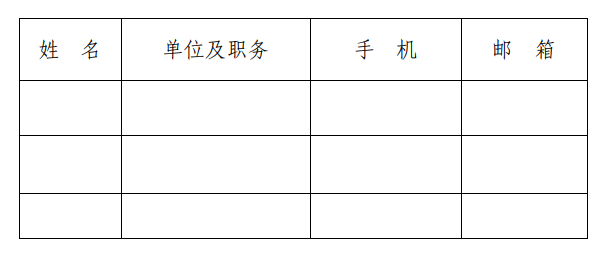 姓　名　单位及职务　手　机　邮　箱